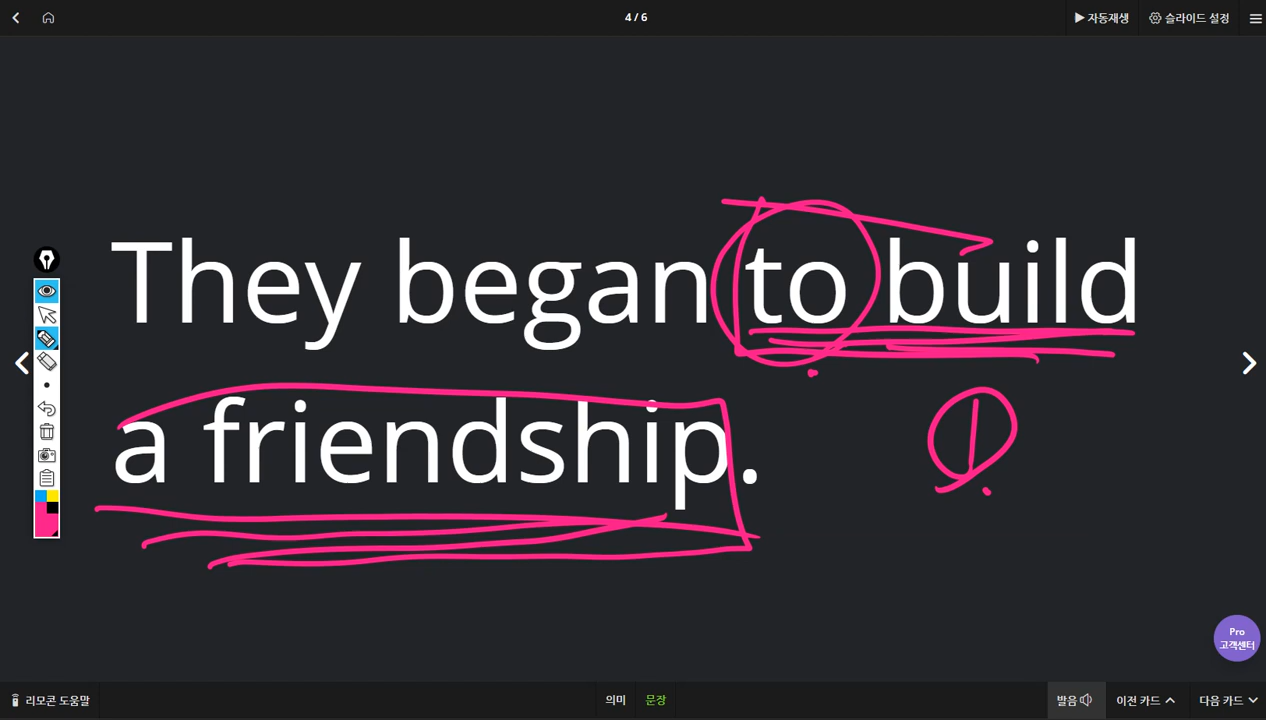 4 / 6
자동재생
슬라이드 설정
They began to build
a friendship.
Pro
고객센터
리모콘 도움말
의미
문장
발음
이전 카드
다음 카드